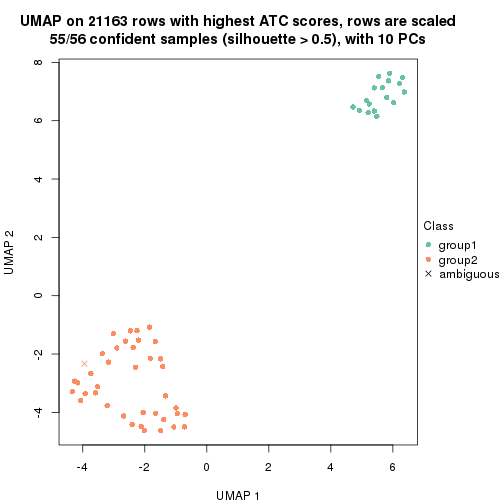 UMAP on 21163 rows with highest ATC scores, rows are scaled
55/56 confident samples (silhouette > 0.5), with 10 PCs
8
6
4
2
0
-2
-4
UMAP 2
-4
-2
0
2
4
6
UMAP 1
Class
group1
group2
ambiguous